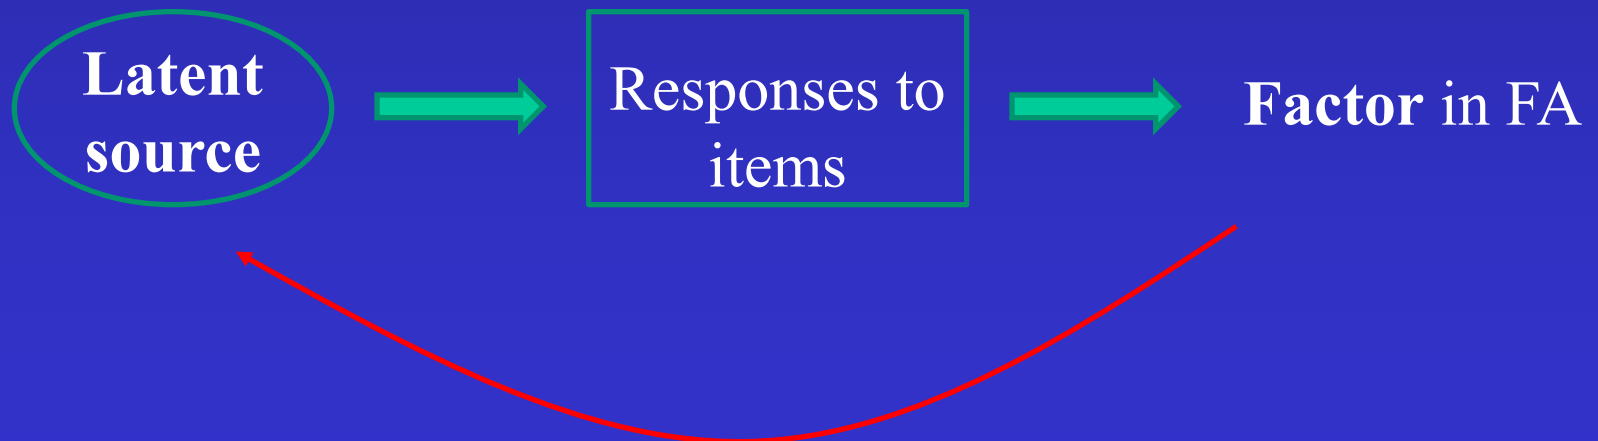 Latent
source
Responses to
items
Factor in FA